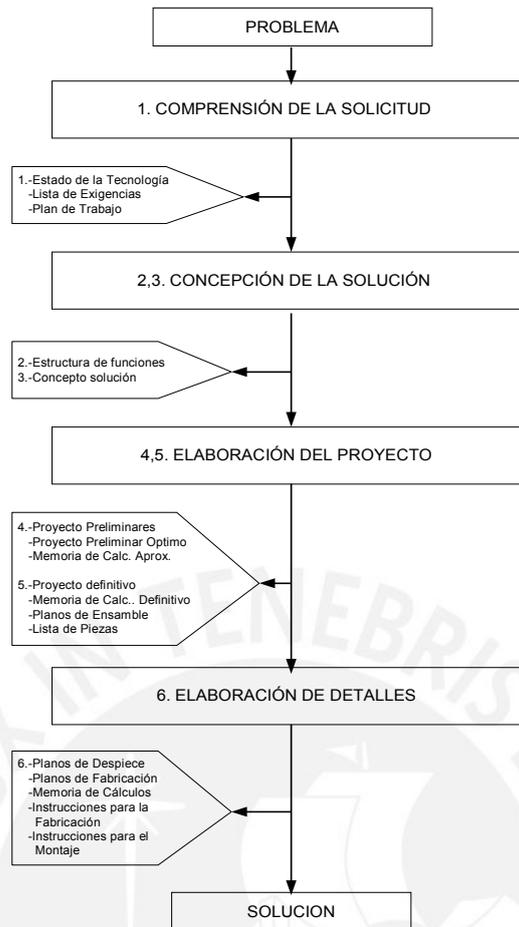 PROBLEMA
1. COMPRENSIÓN DE LA SOLICITUD
1.-Estado de la Tecnología
-Lista de Exigencias
-Plan de Trabajo
2,3. CONCEPCIÓN DE LA SOLUCIÓN
2.-Estructura de funciones
3.-Concepto solución
4,5. ELABORACIÓN DEL PROYECTO
4.-Proyecto Preliminares
-Proyecto Preliminar Optimo
-Memoria de Calc. Aprox.
5.-Proyecto definitivo
-Memoria de Calc.. Definitivo
-Planos de Ensamble
-Lista de Piezas
IN TENEBRIS
6. ELABORACIÓN DE DETALLES
6.-Planos de Despiece
-Planos de Fabricación
-Memoria de Cálculos
-Instrucciones para la
Fabricación
-Instrucciones para el
Montaje
SOLUCION